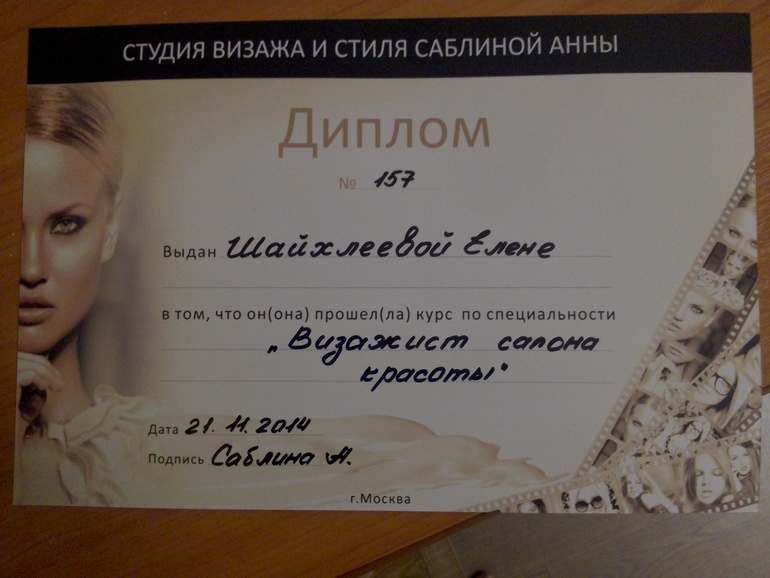 СТУДИЯ ВИЗАЖА И СТИЛЯ САБЛИНОЙ АННЫ
Диплом
№ 157
Выдан Шайхлеевой Елене
в том, что он(она) прошел(ла) курс по специальности
„Визажист салона
красоты"
Дата 21.11.2014
Подпись Саблина А.
г.Москва